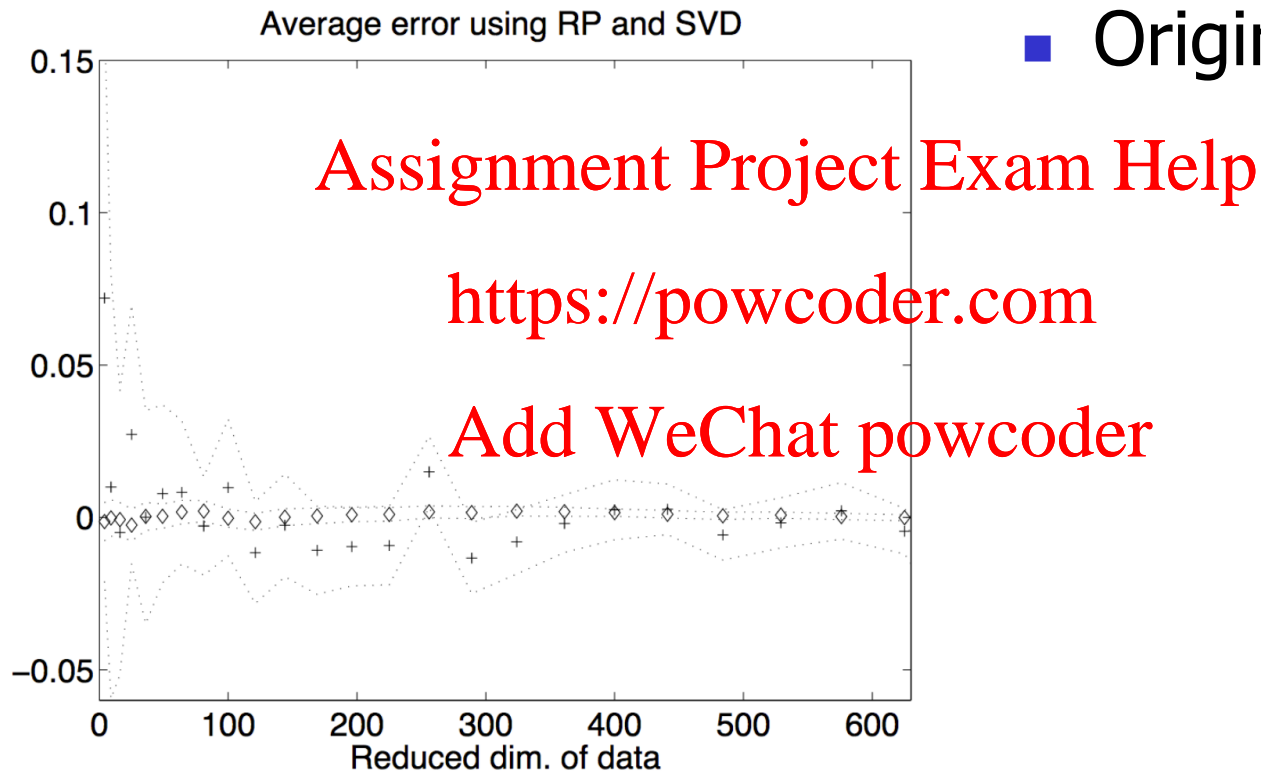 Average error using RP and SVD
Assignment Project Exam Help
https://powcoder.com
Add WeChat powcoder
0.15
0.1
0.05
0
−0.05
0 100 200 300 400 500 600
Reduced dim. of data